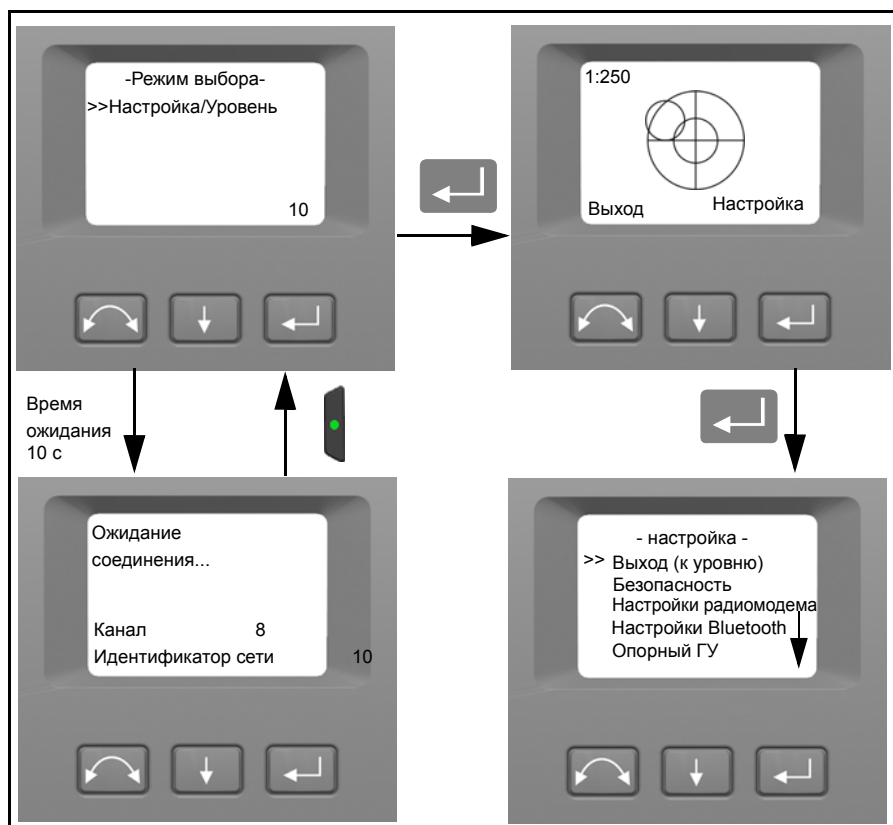 -Режим выбора-
>>Настройка/Уровень
10
1:250
Выход Настройка
Время
ожидания
10 с
Ожидание
соединения...
Канал 8
Идентификатор сети 10
- настройка -
>> Выход (к уровню)
Безопасность
Настройки радиомодема
Настройки Bluetooth
Опорный ГУ